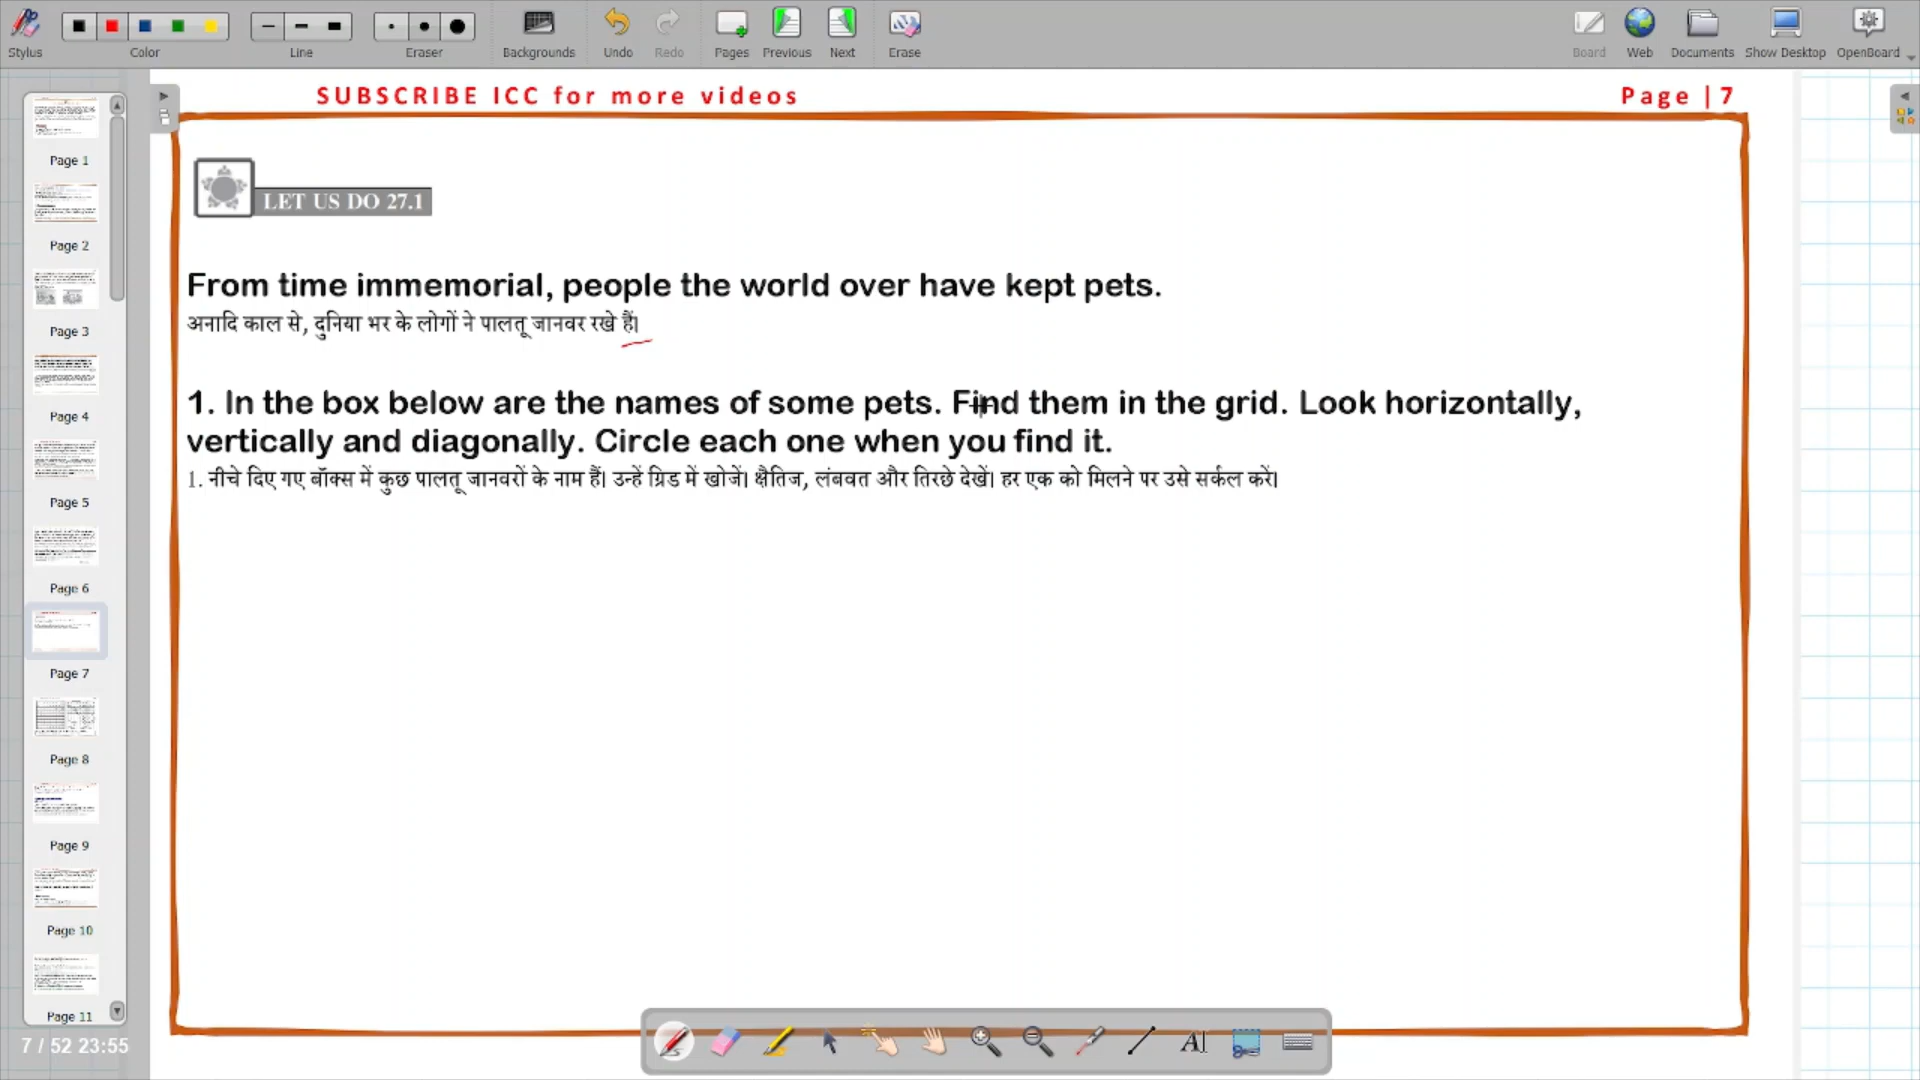 Stylus
Color
Line
Eraser
Backgrounds
Undo
Redo
Pages
Previous
Next
Erase
Board
Web
Documents
Show Desktop
OpenBoard
SUBSCRIBE ICC for more videos
Page | 7
LET US DO 27.1
From time immemorial, people the world over have kept pets.
अनादि काल से, दुनिया भर के लोगों ने पालतू जानवर रखे हैं।
1. In the box below are the names of some pets. Find them in the grid. Look horizontally,
vertically and diagonally. Circle each one when you find it.
1. नीचे दिए गए बॉक्स में कुछ पालतू जानवरों के नाम हैं। उन्हें ग्रिड में खोजें। क्षैतिज, लंबवत और तिरछे देखें। हर एक को मिलने पर उसे सर्कल करें।
Page 1
Page 2
Page 3
Page 4
Page 5
Page 6
Page 7
Page 8
Page 9
Page 10
Page 11
7 / 52 23:55